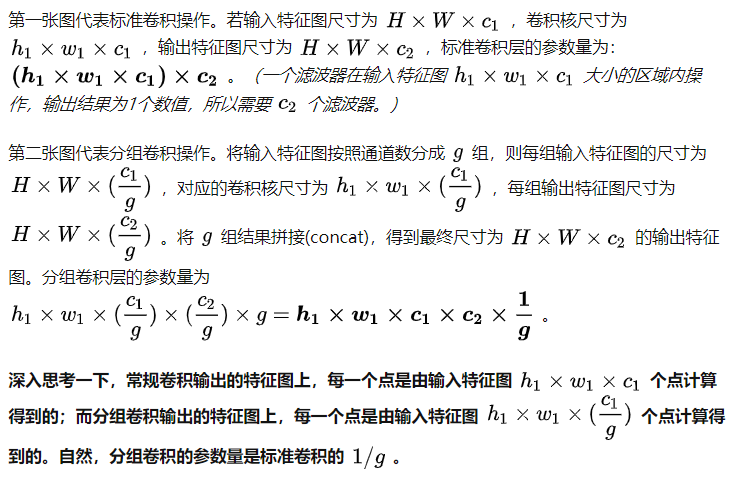 第一张图代表标准卷积操作。若输入特征图尺寸为 H × W × c₁ ，卷积核尺寸为
h₁ × w₁ × c₁ ，输出特征图尺寸为 H × W × c₂ ，标准卷积层的参数量为：
(h₁ × w₁ × c₁) × c₂ 。（一个滤波器在输入特征图 h₁ × w₁ × c₁ 大小的区域内操
作，输出结果为1个数值，所以需要 c₂ 个滤波器。）
第二张图代表分组卷积操作。将输入特征图按照通道数分成 g 组，则每组输入特征图的尺寸为
H × W × (c₁/g) ，对应的卷积核尺寸为 h₁ × w₁ × (c₁/g) ，每组输出特征图尺寸为
H × W × (c₂/g) 。将 g 组结果拼接(concat)，得到最终尺寸为 H × W × c₂ 的输出特征
图。分组卷积层的参数量为
h₁ × w₁ × (c₁/g) × (c₂/g) × g = h₁ × w₁ × c₁ × c₂ × 1/g 。
深入思考一下，常规卷积输出的特征图上，每一个点是由输入特征图 h₁ × w₁ × c₁ 个点计算
得到的；而分组卷积输出的特征图上，每一个点是由输入特征图 h₁ × w₁ × (c₁/g) 个点计算得
到的。自然，分组卷积的参数量是标准卷积的 1/g 。